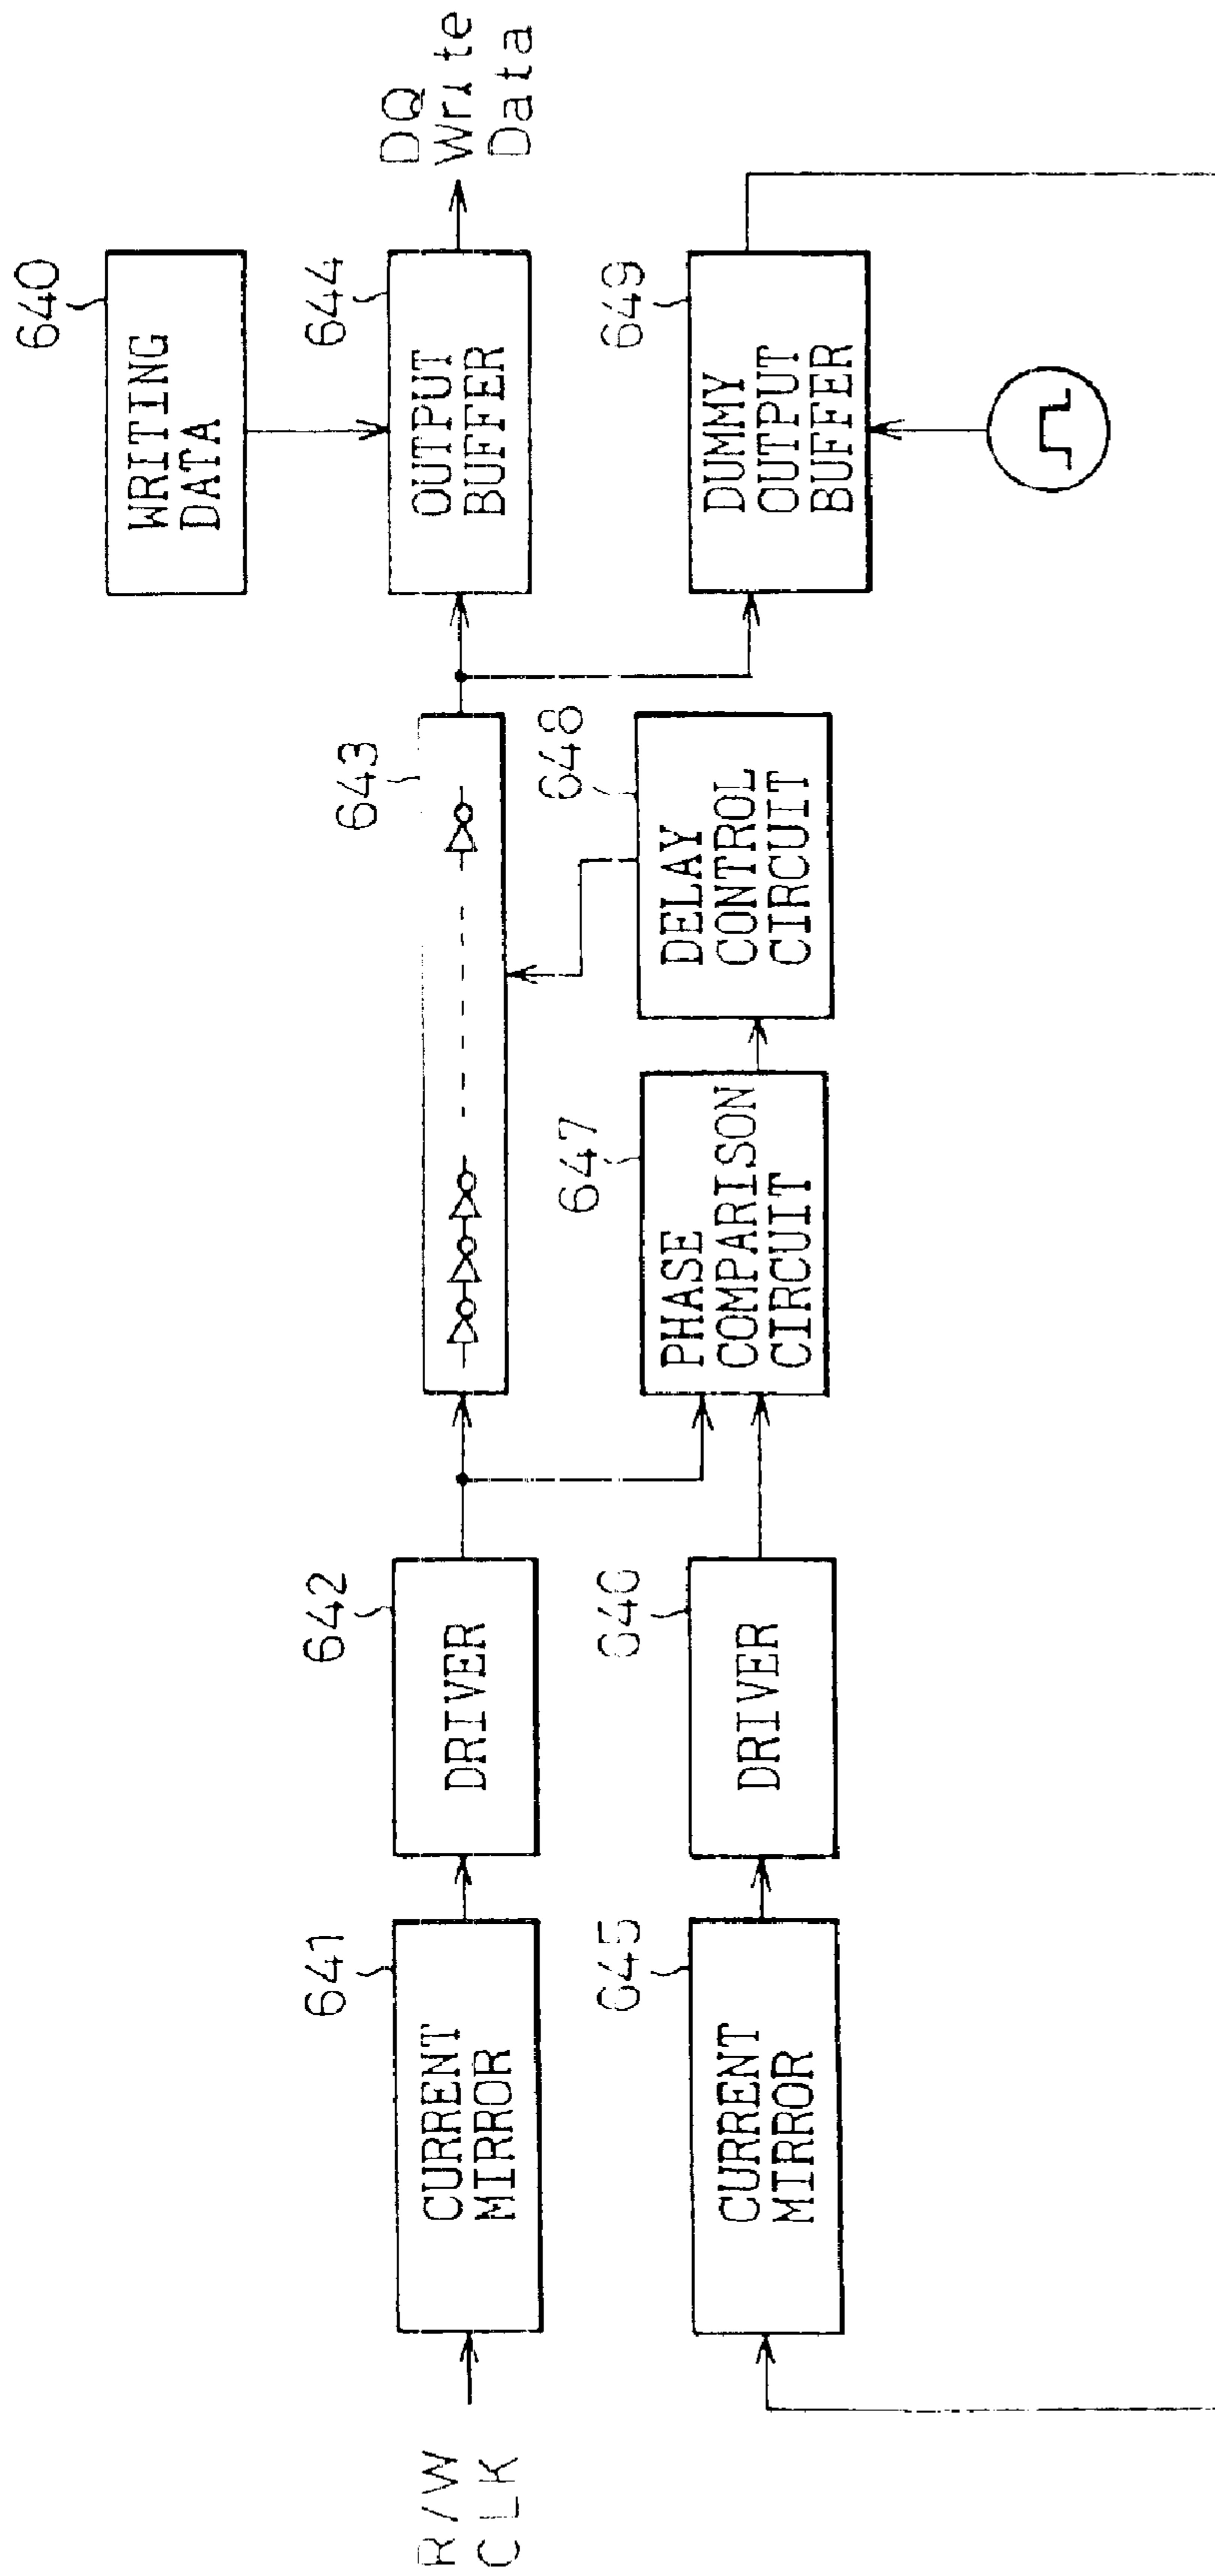 R/W
CLK
641
CURRENT
MIRROR
642
DRIVER
643
640
WRITING
DATA
644
OUTPUT
BUFFER
DQ
Write
Data
645
CURRENT
MIRROR
646
DRIVER
647
PHASE
COMPARISON
CIRCUIT
648
DELAY
CONTROL
CIRCUIT
649
DUMMY
OUTPUT
BUFFER